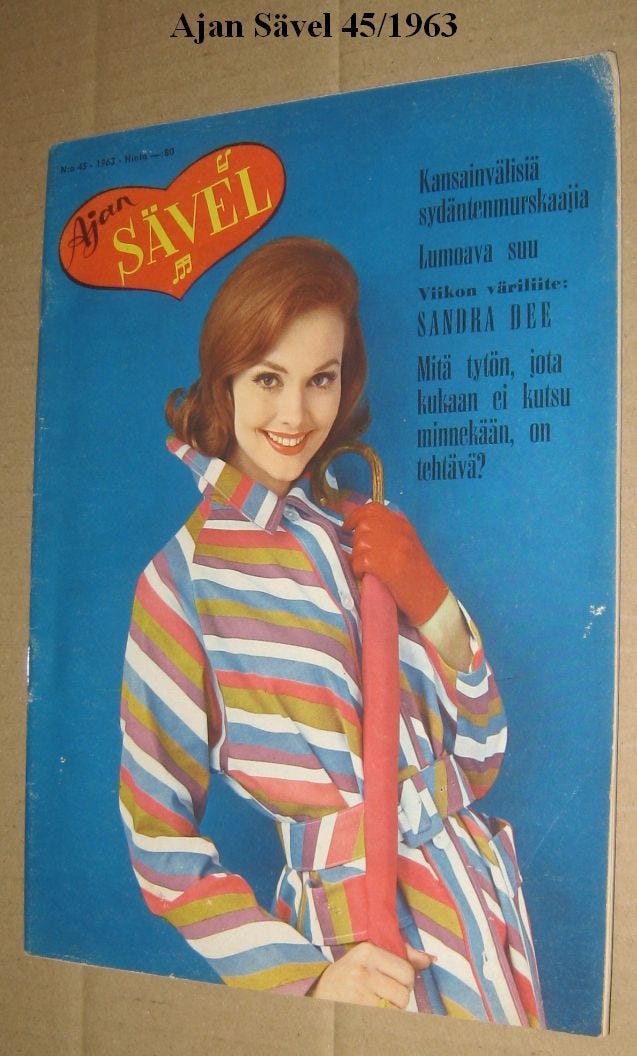 Ajan Sävel 45/1963
N:o 45 - 1963 - Hinta —:80
Ajan
SÄVEL
Kansainvälisiä
sydäntenmurskaajia
Lumoava suu
Viikon väriliite:
SANDRA DEE
Mitä tytön, jota
kukaan ei kutsu
minnekään, on
tehtävä?